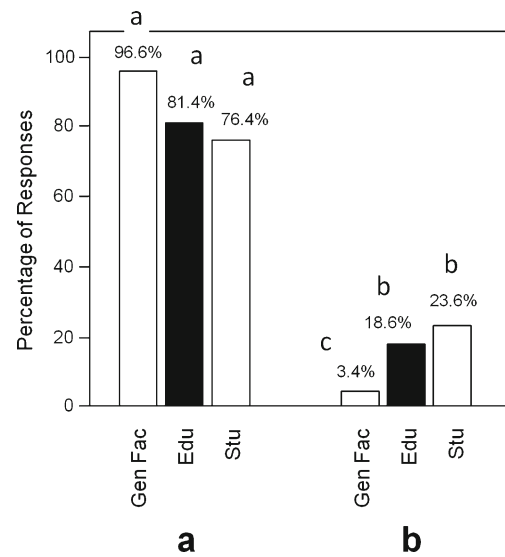 a
96.6%
a
81.4%
a
76.4%
b
23.6%
b
18.6%
c
3.4%
100
80
60
40
20
0
Percentage of Responses
Gen Fac
Edu
Stu
Gen Fac
Edu
Stu
a
b